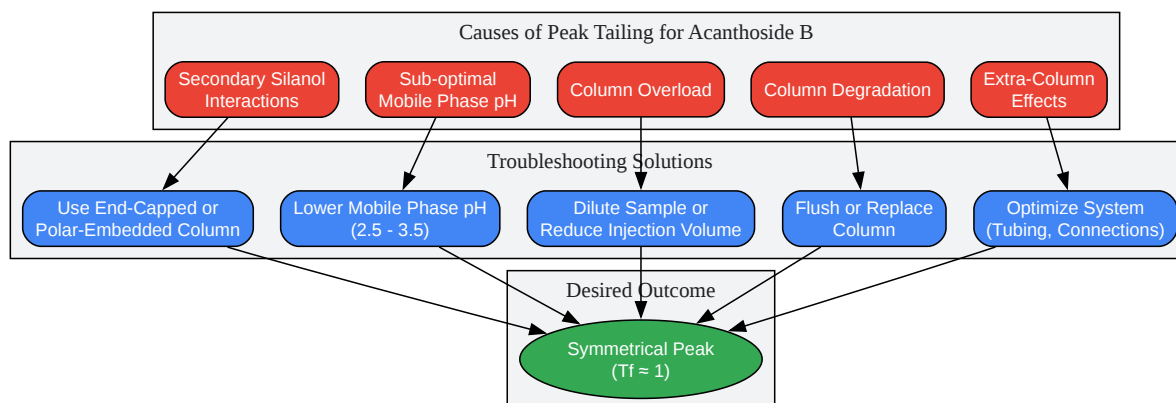 Causes of Peak Tailing for Acanthoside B
Secondary Silanol
Interactions
Sub-optimal
Mobile Phase pH
Column Overload
Column Degradation
Extra-Column
Effects
Troubleshooting Solutions
Use End-Capped or
Polar-Embedded Column
Lower Mobile Phase pH
(2.5 - 3.5)
Dilute Sample or
Reduce Injection Volume
Flush or Replace
Column
Optimize System
(Tubing, Connections)
Desired Outcome
Symmetrical Peak
(Tf ≈ 1)